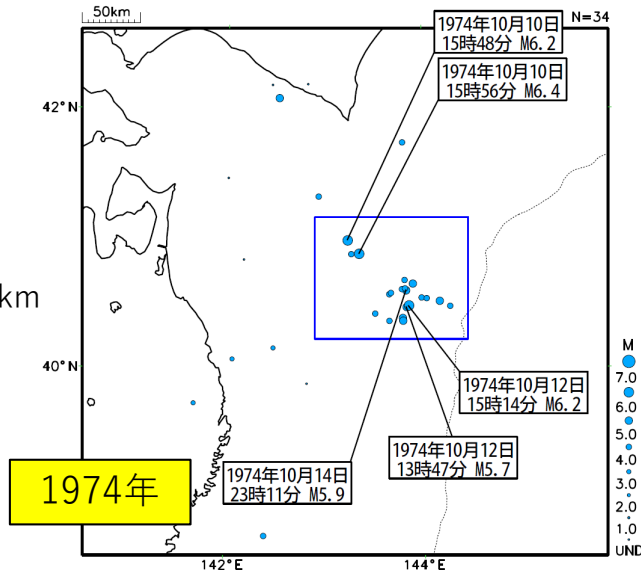 50km
N=34
1974年10月10日
15時48分 M6.2
1974年10月10日
15時56分 M6.4
42°N
km
40°N
1974年10月12日
15時14分 M6.2
1974年10月12日
13時47分 M5.7
1974年10月14日
23時11分 M5.9
1974年
M
7.0
6.0
5.0
4.0
3.0
2.0
1.0
UND
142°E
144°E